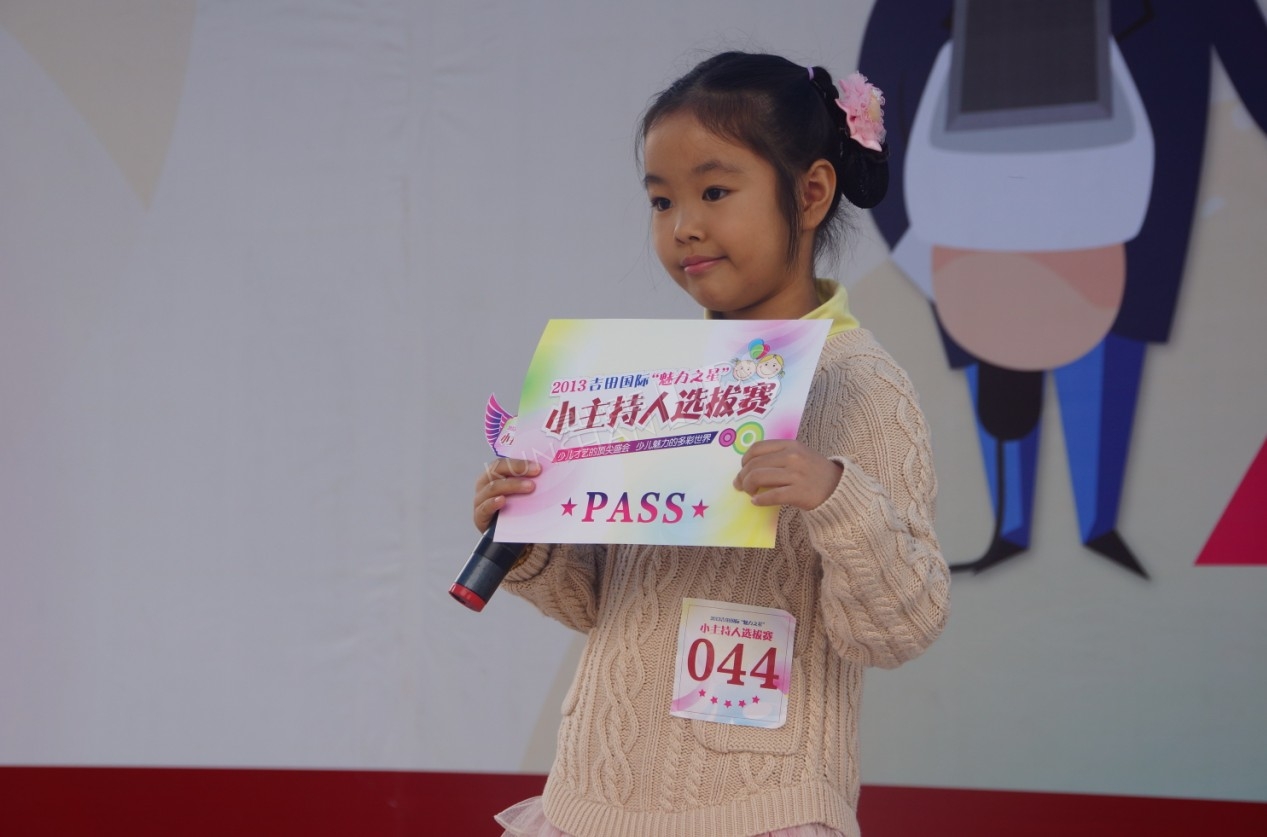 2013吉田国际“魅力之星”
小主持人选拔赛
少儿才艺的顶尖盛会 少儿魅力的多彩世界
★PASS★
小主持人选拔赛
044